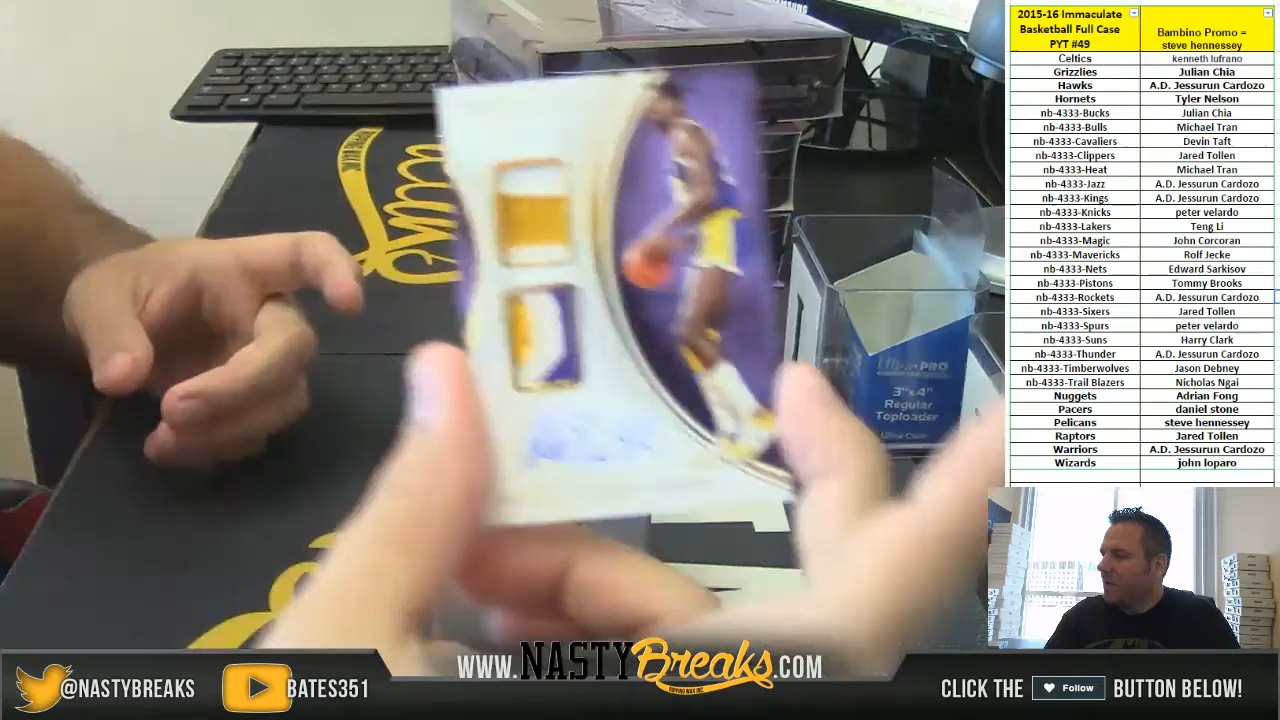 2015-16 Immaculate
Basketball Full Case
PYT #49
Bambino Promo =
steve hennessey
Celtics kenneth lufrano
Grizzlies Julian Chia
Hawks A.D. Jessurun Cardozo
Hornets Tyler Nelson
nb-4333-Bucks Julian Chia
nb-4333-Bulls Michael Tran
nb-4333-Cavaliers Devin Taft
nb-4333-Clippers Jared Tollen
nb-4333-Heat Michael Tran
nb-4333-Jazz A.D. Jessurun Cardozo
nb-4333-Kings A.D. Jessurun Cardozo
nb-4333-Knicks peter velardo
nb-4333-Lakers Teng Li
nb-4333-Magic John Corcoran
nb-4333-Mavericks Rolf Jecke
nb-4333-Nets Edward Sarkisov
nb-4333-Pistons Tommy Brooks
nb-4333-Rockets A.D. Jessurun Cardozo
nb-4333-Sixers Jared Tollen
nb-4333-Spurs peter velardo
nb-4333-Suns Harry Clark
nb-4333-Thunder A.D. Jessurun Cardozo
nb-4333-Timberwolves Jason Debney
nb-4333-Trail Blazers Nicholas Ngai
Nuggets Adrian Fong
Pacers daniel stone
Pelicans steve hennessey
Raptors Jared Tollen
Warriors A.D. Jessurun Cardozo
Wizards john loparo
Ultra·PRO
3"x 4"
Regular
Toploader
Ultra Clear
@NASTYBREAKS
BATES351
WWW.NASTYBreaks.COM
RIPPING WAX INC.
CLICK THE Follow BUTTON BELOW!